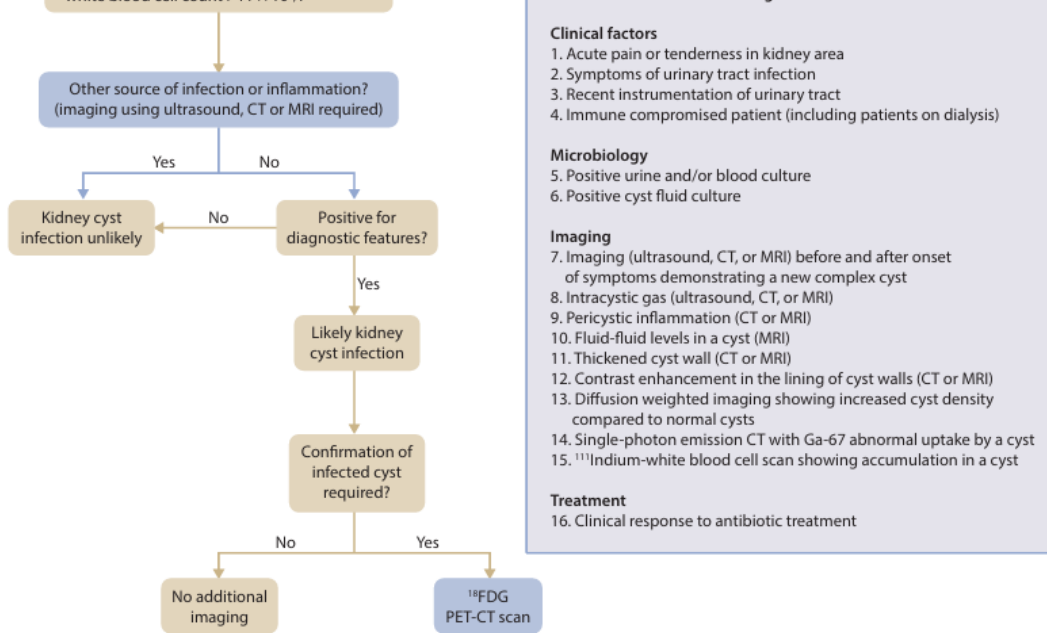 Other source of infection or inflammation?
(imaging using ultrasound, CT or MRI required)
Yes
No
Kidney cyst
infection unlikely
No
Positive for
diagnostic features?
Yes
Likely kidney
cyst infection
Confirmation of
infected cyst
required?
No
Yes
No additional
imaging
¹⁸FDG
PET-CT scan
Clinical factors
1. Acute pain or tenderness in kidney area
2. Symptoms of urinary tract infection
3. Recent instrumentation of urinary tract
4. Immune compromised patient (including patients on dialysis)
Microbiology
5. Positive urine and/or blood culture
6. Positive cyst fluid culture
Imaging
7. Imaging (ultrasound, CT, or MRI) before and after onset
of symptoms demonstrating a new complex cyst
8. Intracystic gas (ultrasound, CT, or MRI)
9. Pericystic inflammation (CT or MRI)
10. Fluid-fluid levels in a cyst (MRI)
11. Thickened cyst wall (CT or MRI)
12. Contrast enhancement in the lining of cyst walls (CT or MRI)
13. Diffusion weighted imaging showing increased cyst density
compared to normal cysts
14. Single-photon emission CT with Ga-67 abnormal uptake by a cyst
15. ¹¹¹Indium-white blood cell scan showing accumulation in a cyst
Treatment
16. Clinical response to antibiotic treatment